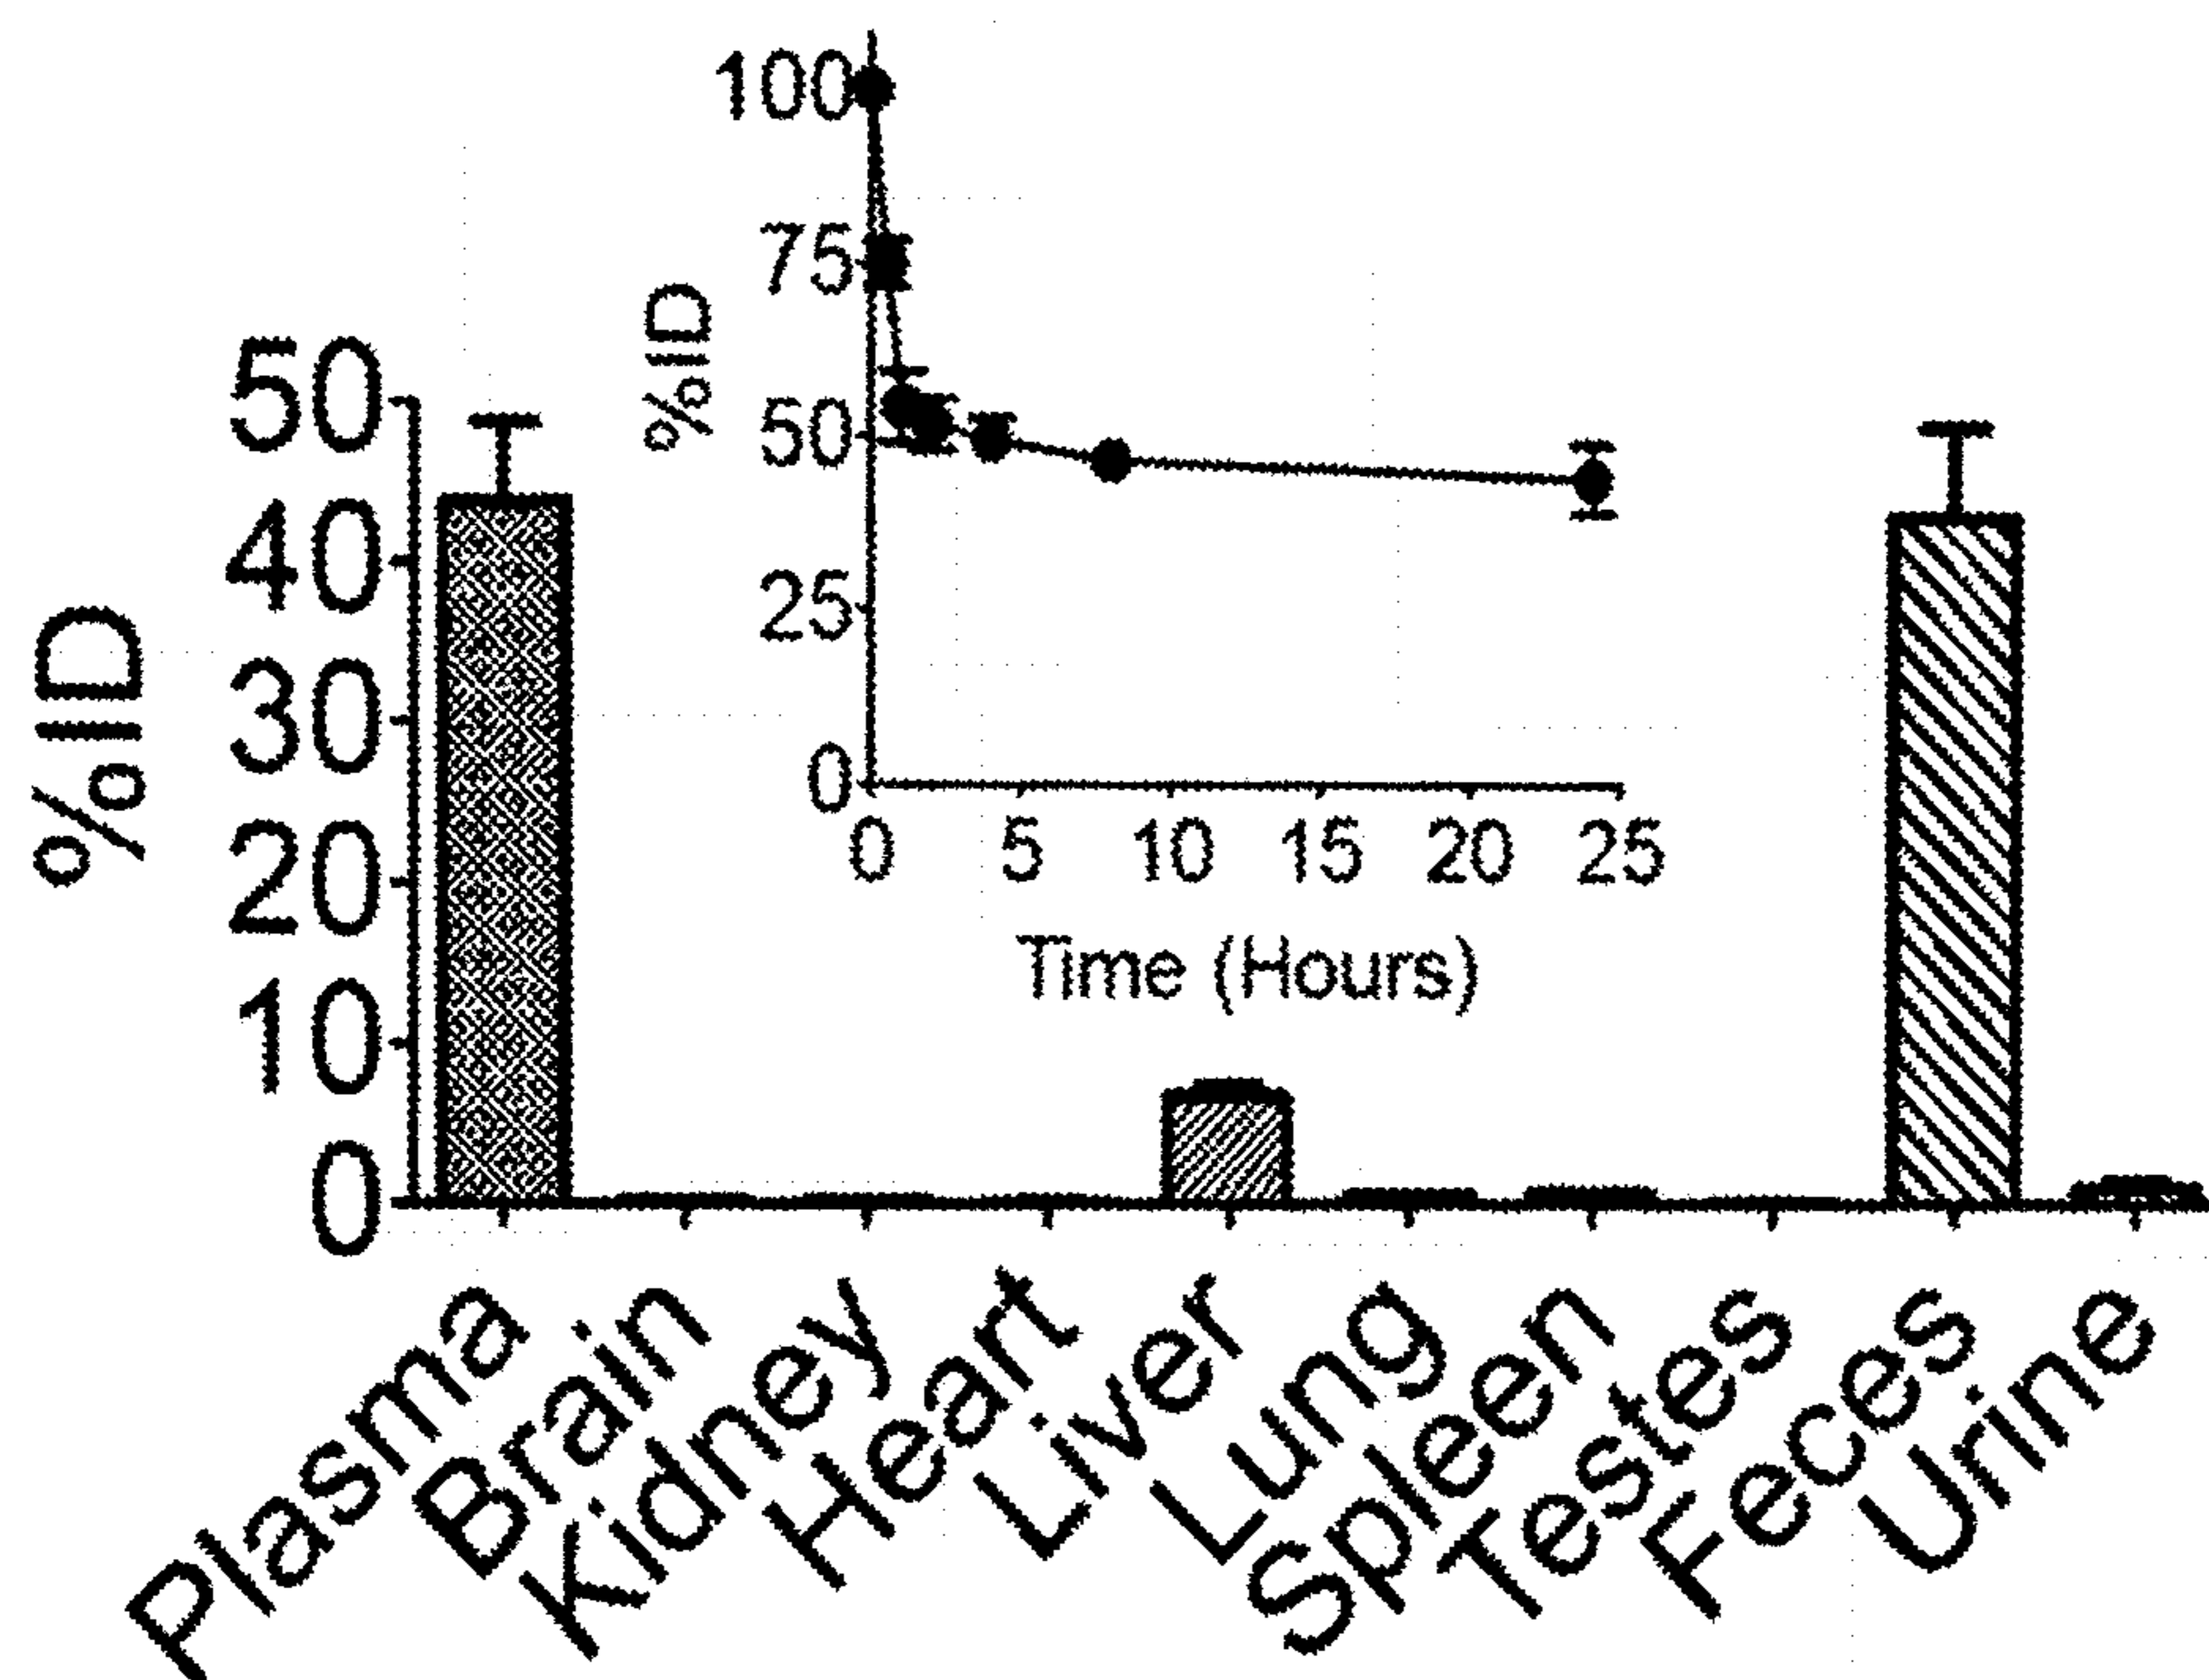 %ID
50
40
30
20
10
0
%ID
100
75
50
25
0
0 5 10 15 20 25
Time (Hours)
Plasma
Brain
Kidney
Heart
Liver
Lung
Spleen
Testes
Feces
Urine